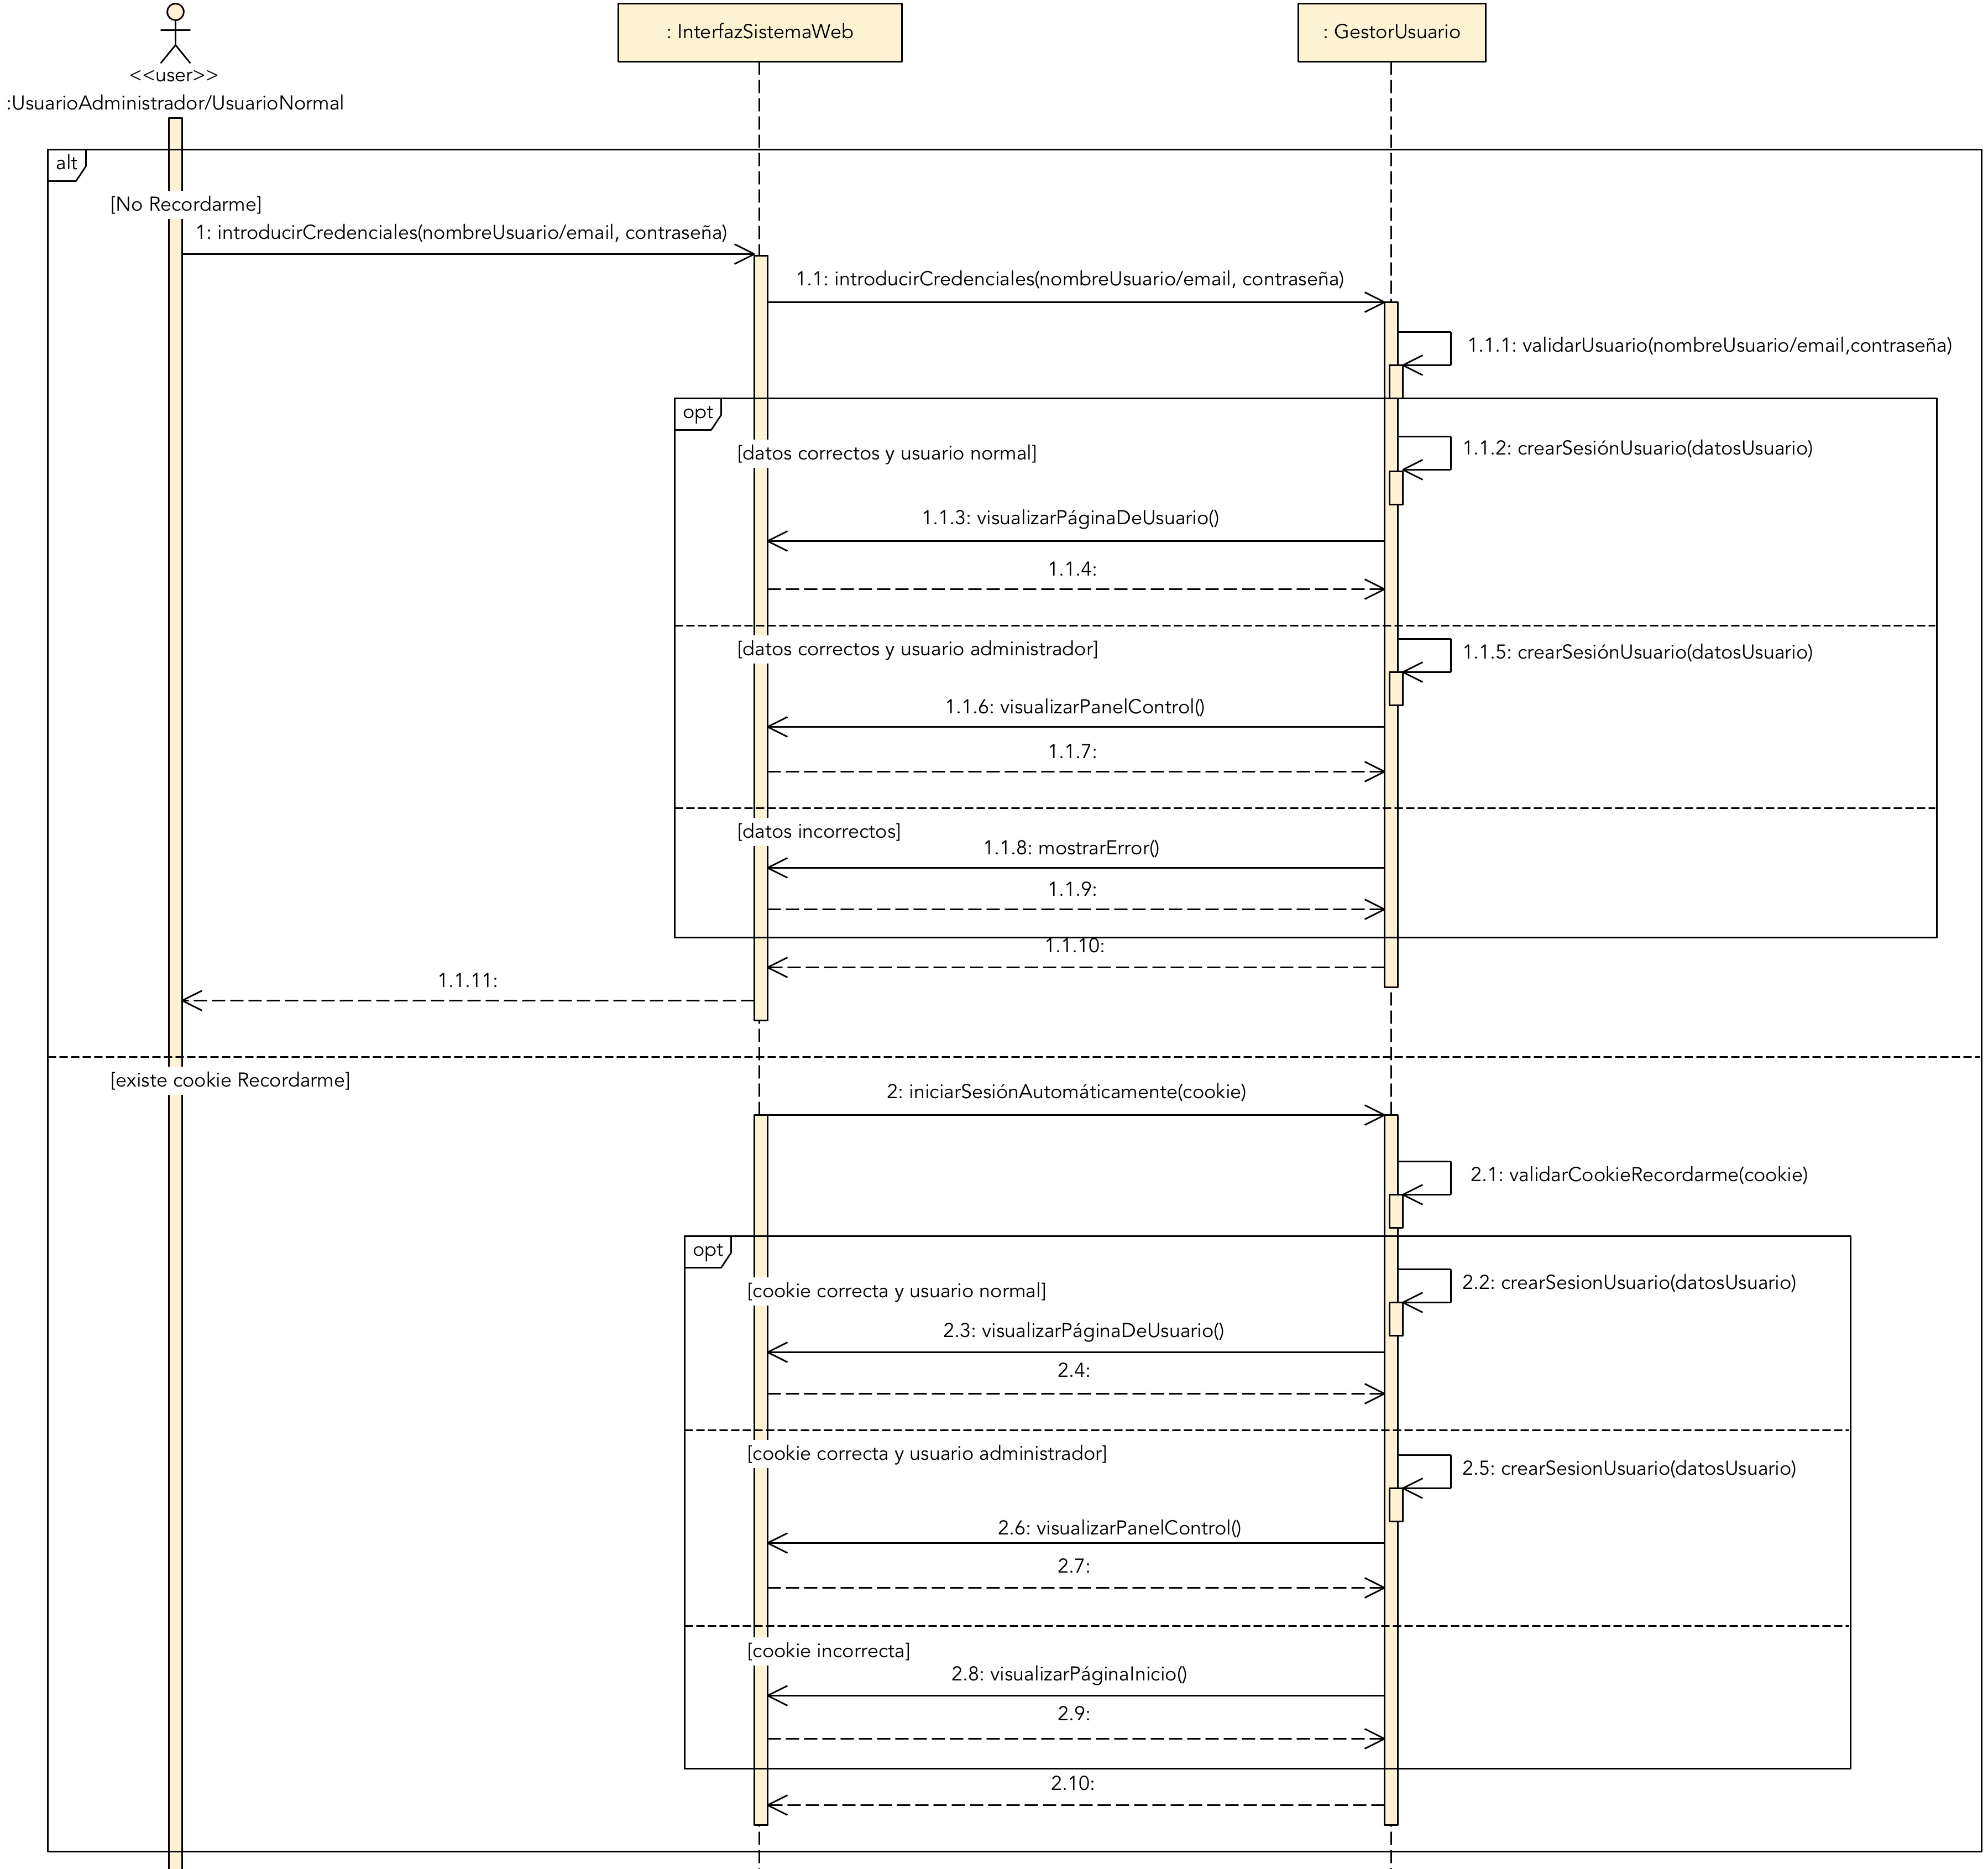 <<user>>
:UsuarioAdministrador/UsuarioNormal
: InterfazSistemaWeb
: GestorUsuario
alt
[No Recordarme]
1: introducirCredenciales(nombreUsuario/email, contraseña)
1.1: introducirCredenciales(nombreUsuario/email, contraseña)
1.1.1: validarUsuario(nombreUsuario/email,contraseña)
opt
[datos correctos y usuario normal]
1.1.2: crearSesiónUsuario(datosUsuario)
1.1.3: visualizarPáginaDeUsuario()
1.1.4:
[datos correctos y usuario administrador]
1.1.5: crearSesiónUsuario(datosUsuario)
1.1.6: visualizarPanelControl()
1.1.7:
[datos incorrectos]
1.1.8: mostrarError()
1.1.9:
1.1.10:
1.1.11:
[existe cookie Recordarme]
2: iniciarSesiónAutomáticamente(cookie)
2.1: validarCookieRecordarme(cookie)
opt
[cookie correcta y usuario normal]
2.2: crearSesionUsuario(datosUsuario)
2.3: visualizarPáginaDeUsuario()
2.4:
[cookie correcta y usuario administrador]
2.5: crearSesionUsuario(datosUsuario)
2.6: visualizarPanelControl()
2.7:
[cookie incorrecta]
2.8: visualizarPáginaInicio()
2.9:
2.10: